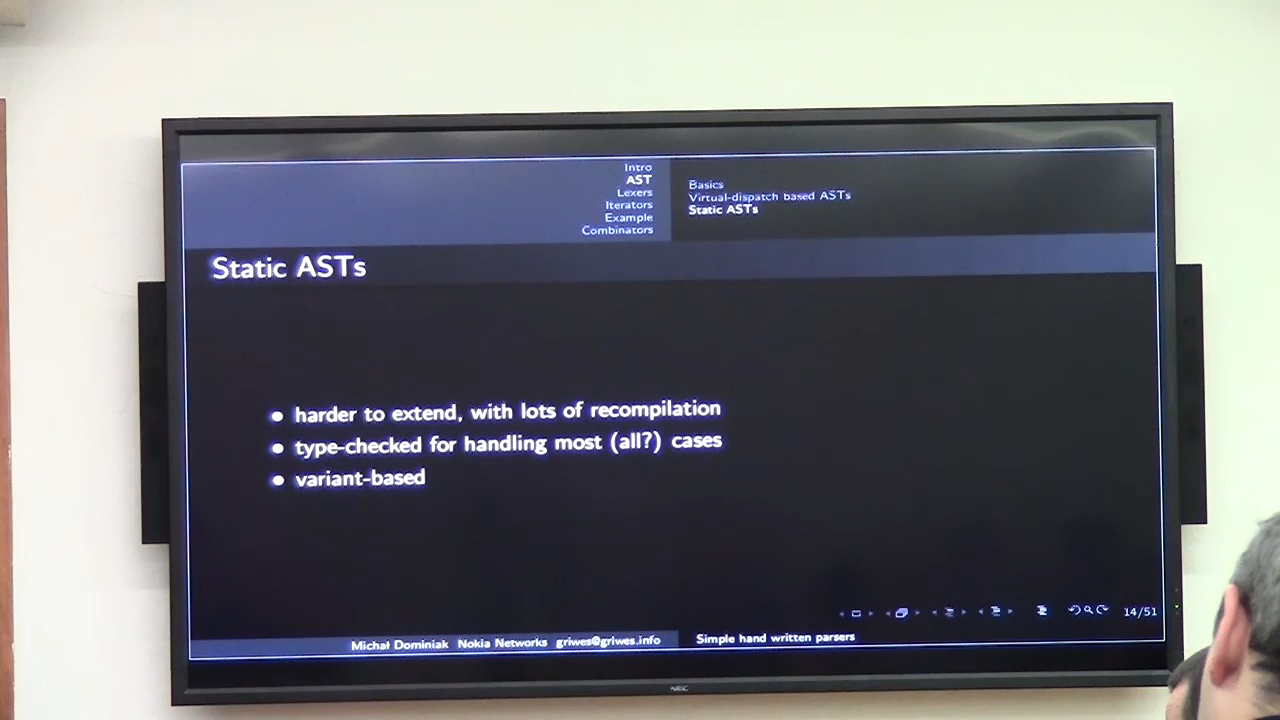 Intro
AST
Lexers
Iterators
Example
Combinators
Basics
Virtual-dispatch based ASTs
Static ASTs
Static ASTs
• harder to extend, with lots of recompilation
• type-checked for handling most (all?) cases
• variant-based
14/51
Michał Dominiak Nokia Networks griwes@griwes.info
Simple hand written parsers
NEC